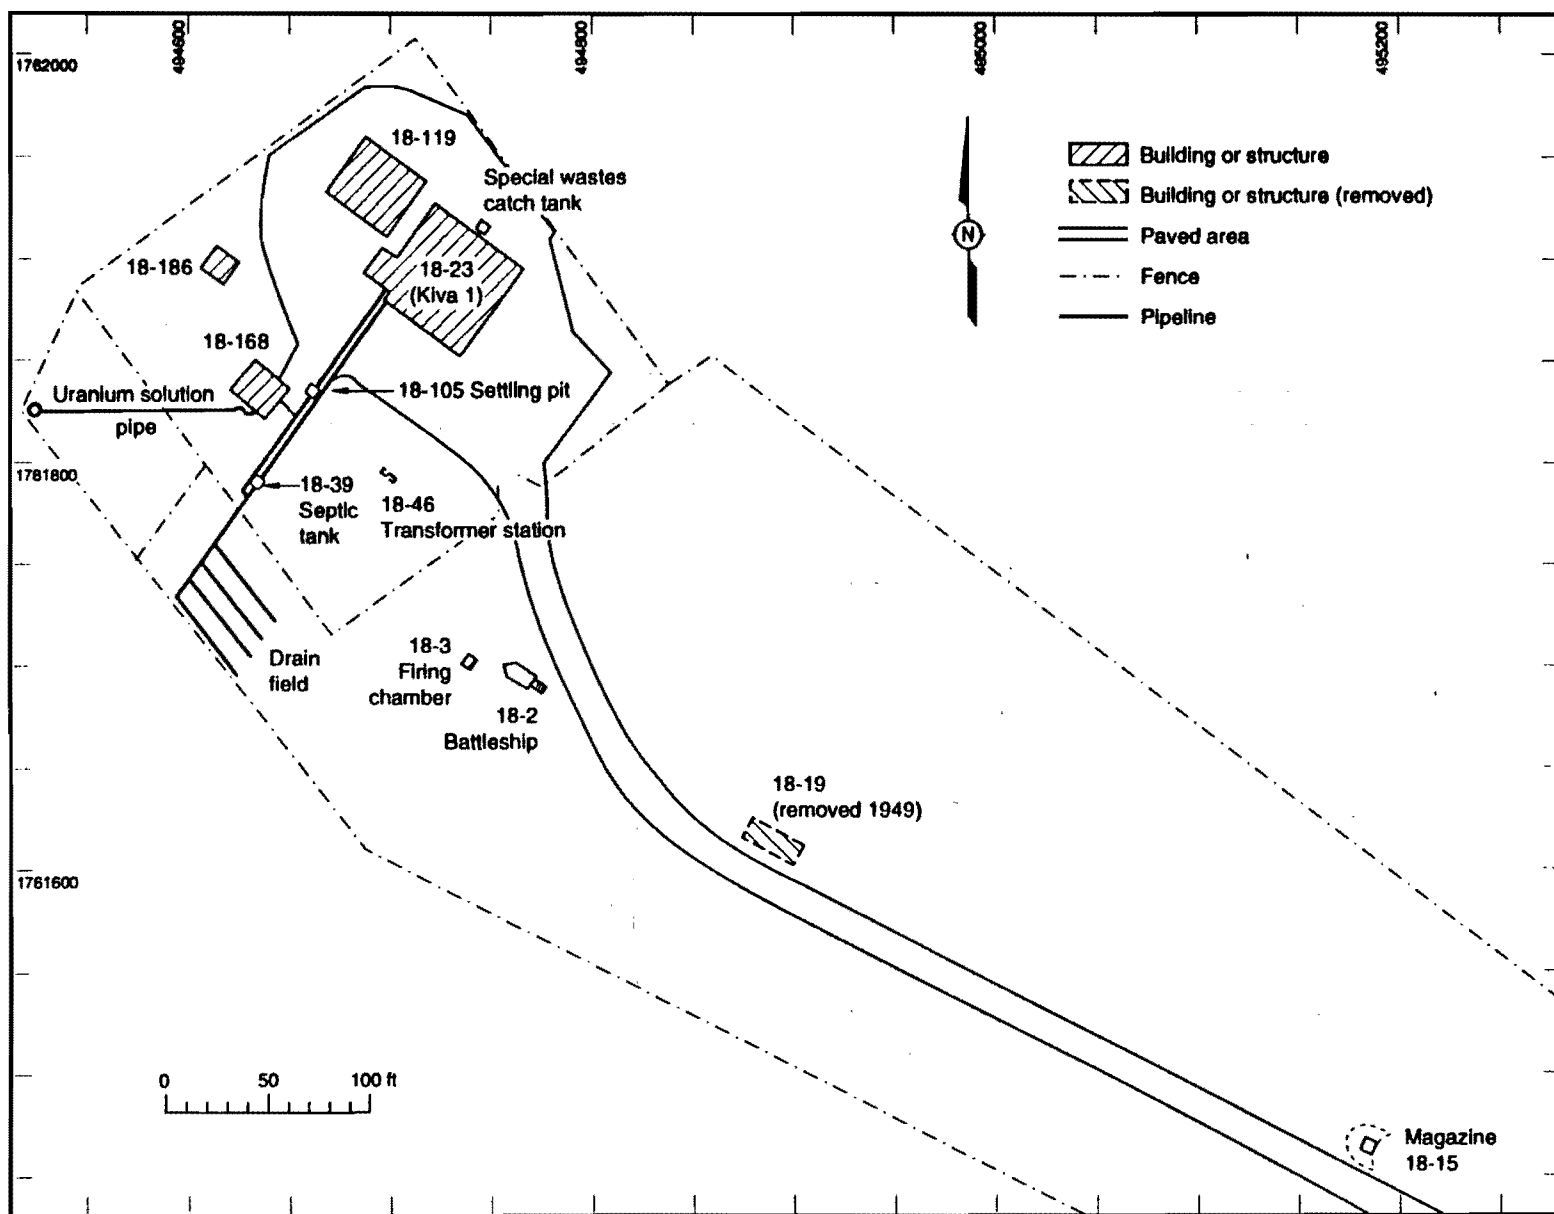 494600
494800
485000
495200
1762000
18-119
Building or structure
Special wastes
catch tank
Building or structure (removed)
N
Paved area
18-186
18-23
(Kiva 1)
Fence
Pipeline
18-168
Uranium solution
pipe
18-105 Settling pit
1781800
18-39
Septic
tank
18-46
Transformer station
Drain
field
18-3
Firing
chamber
18-2
Battleship
18-19
(removed 1949)
1761600
0 50 100 ft
Magazine
18-15